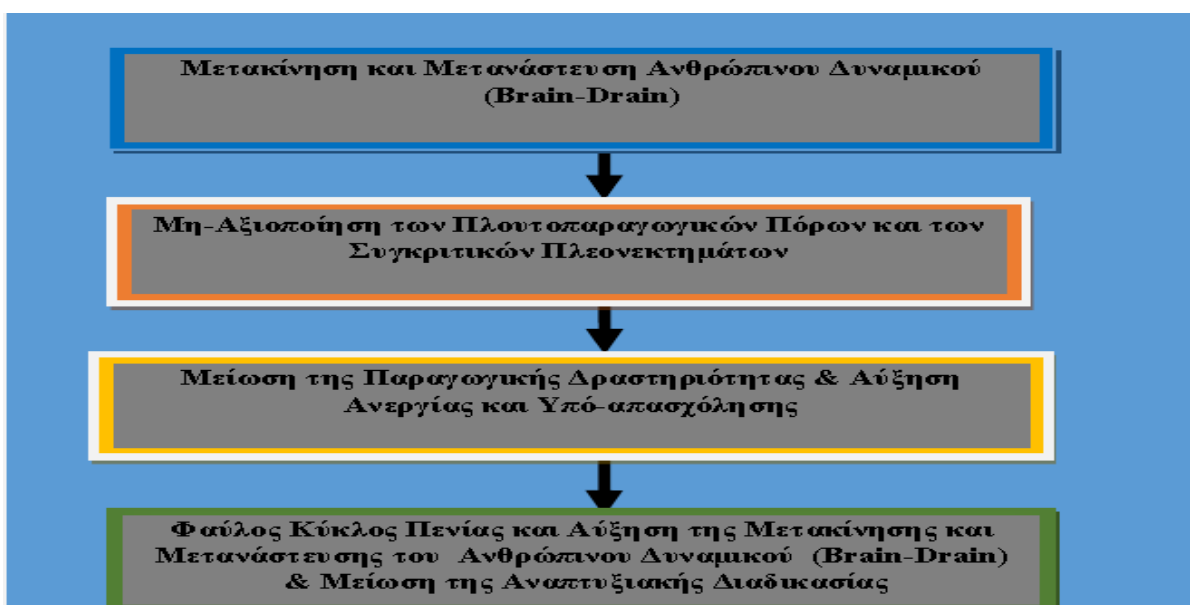 Μετακίνηση και Μετανάστευση Ανθρώπινου Δυναμικού
(Brain-Drain)
Μη-Αξιοποίηση των Πλουτοπαραγωγικών Πόρων και των
Συγκριτικών Πλεονεκτημάτων
Μείωση της Παραγωγικής Δραστηριότητας & Αύξηση
Ανεργίας και Υπό-απασχόλησης
Φαύλος Κύκλος Πενίας και Αύξηση της Μετακίνησης και
Μετανάστευσης του Ανθρώπινου Δυναμικού (Brain-Drain)
& Μείωση της Αναπτυξιακής Διαδικασίας